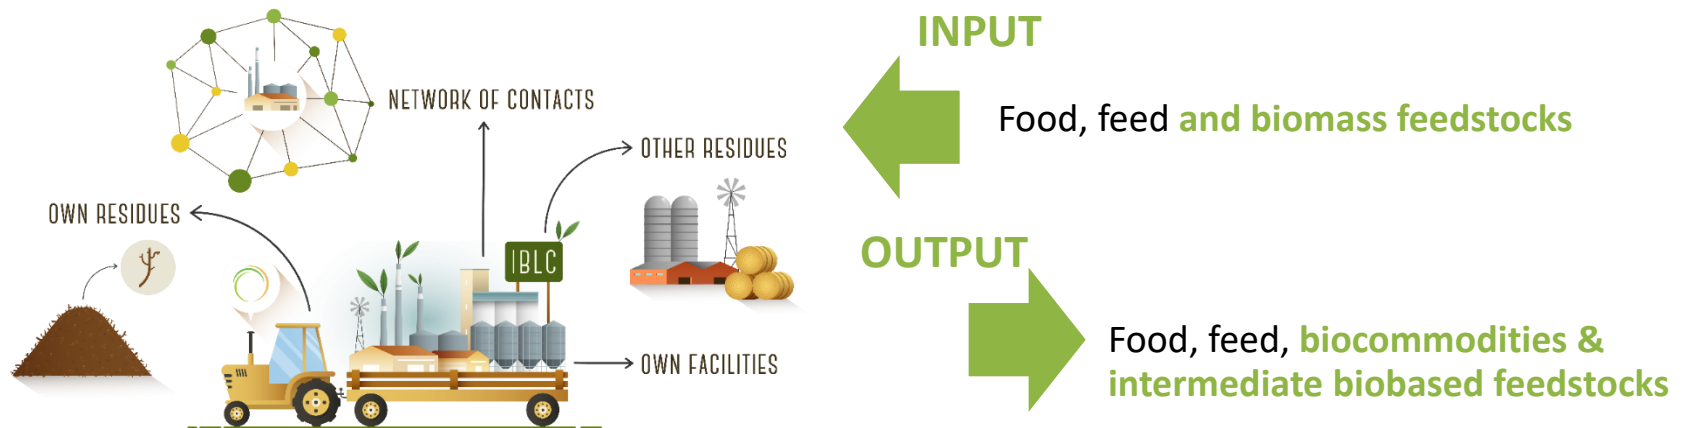 NETWORK OF CONTACTS
OTHER RESIDUES
OWN RESIDUES
IBLC
OWN FACILITIES
INPUT
Food, feed and biomass feedstocks
OUTPUT
Food, feed, biocommodities &
intermediate biobased feedstocks